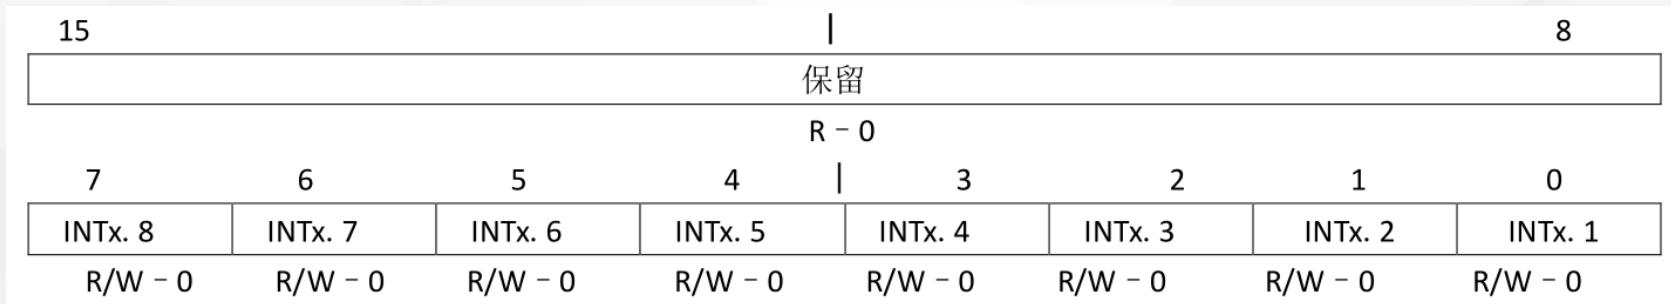 15 | 8
保留
R – 0
7 6 5 4 | 3 2 1 0
INTx. 8 INTx. 7 INTx. 6 INTx. 5 INTx. 4 INTx. 3 INTx. 2 INTx. 1
R/W – 0 R/W – 0 R/W – 0 R/W – 0 R/W – 0 R/W – 0 R/W – 0 R/W – 0